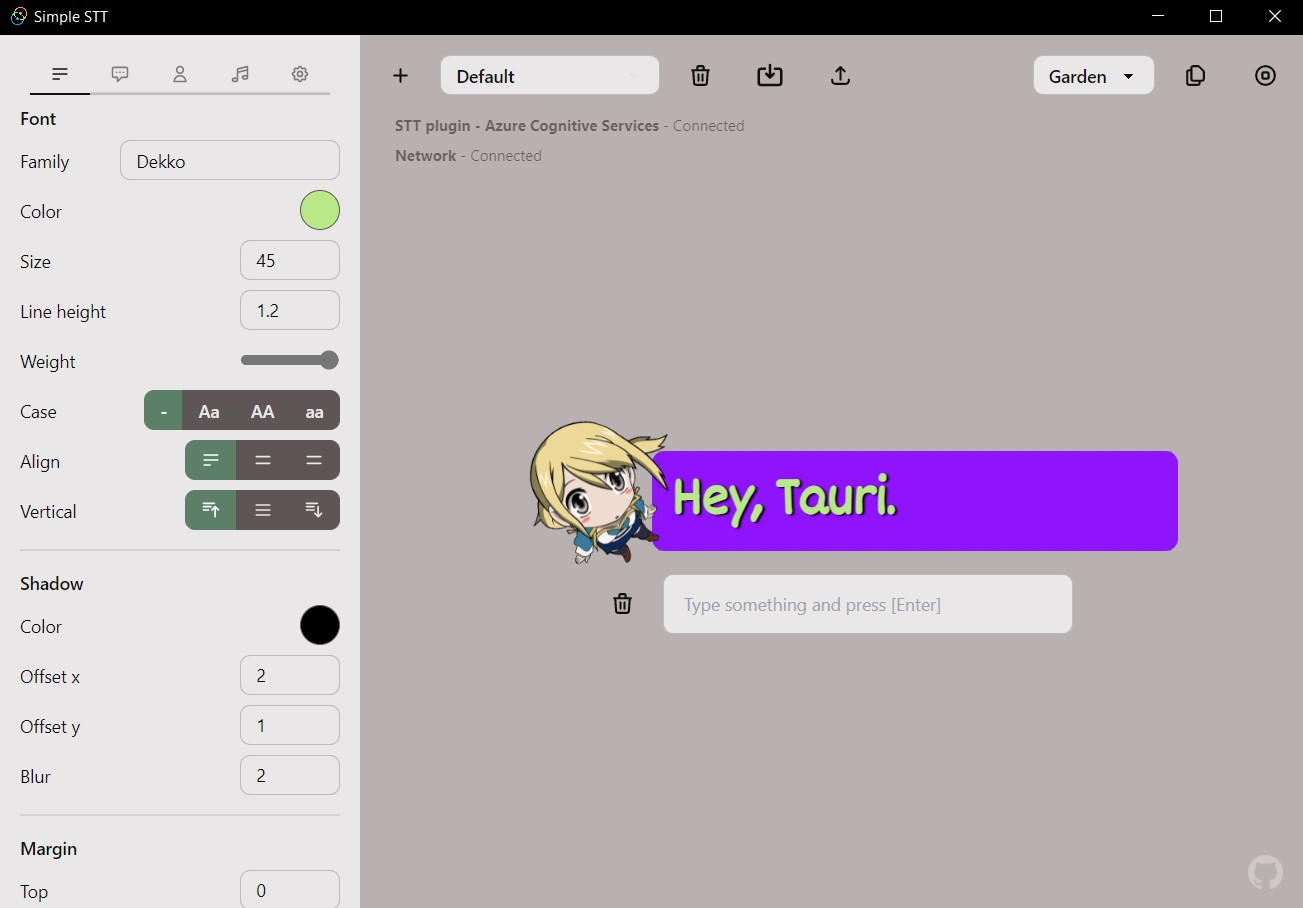 Simple STT
Font
Family Dekko
Color
Size 45
Line height 1.2
Weight
Case - Aa AA aa
Align
Vertical
Shadow
Color
Offset x 2
Offset y 1
Blur 2
Margin
Top 0
Default
Garden
STT plugin - Azure Cognitive Services - Connected
Network - Connected
Hey, Tauri.
Type something and press [Enter]